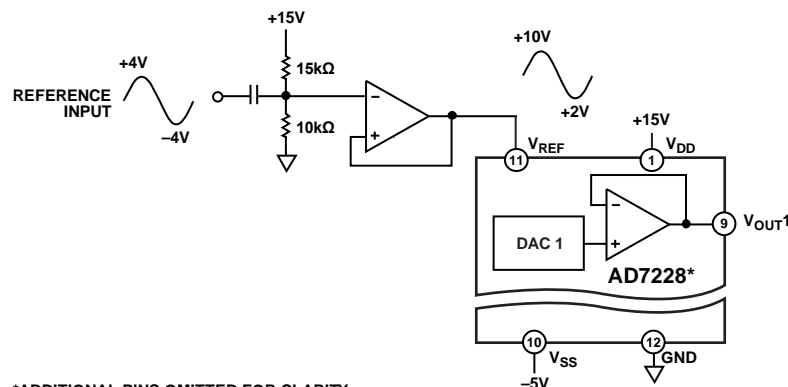 +15V
+10V
+4V
15kΩ
REFERENCE
INPUT
–
+
10kΩ
–4V
+2V
+15V
VREF
VDD
11
1
DAC 1
–
+
9
VOUT1
AD7228*
10
VSS
12
GND
–5V
*ADDITIONAL PINS OMITTED FOR CLARITY